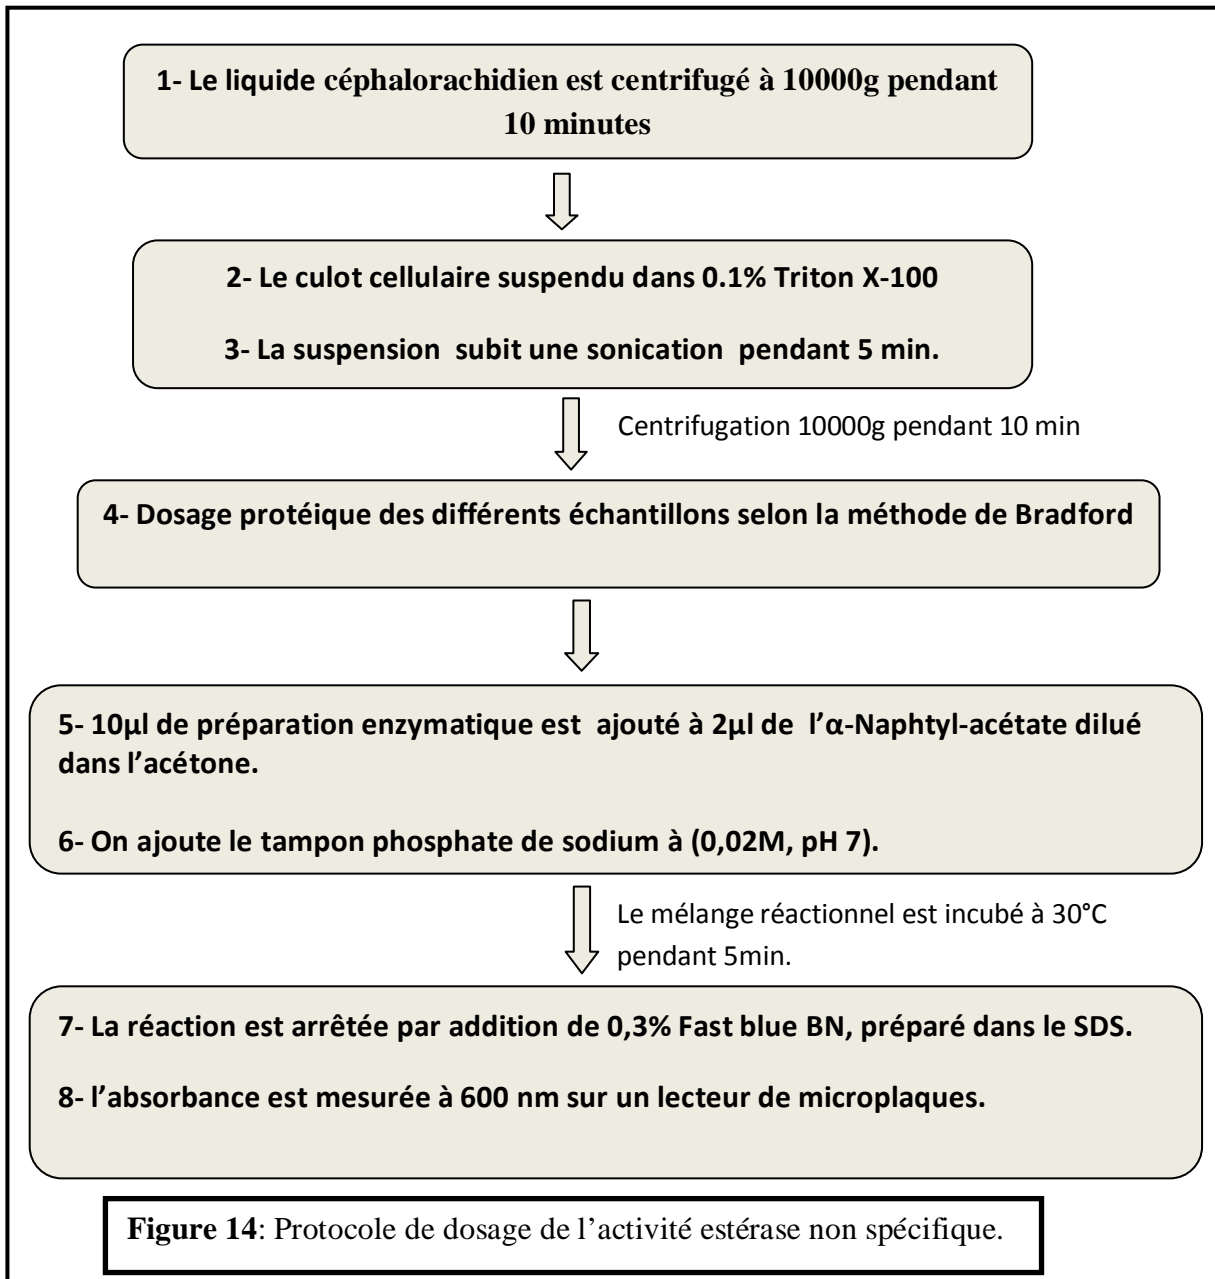 1- Le liquide céphalorachidien est centrifugé à 10000g pendant
10 minutes
2- Le culot cellulaire suspendu dans 0.1% Triton X-100
3- La suspension subit une sonication pendant 5 min.
Centrifugation 10000g pendant 10 min
4- Dosage protéique des différents échantillons selon la méthode de Bradford
5- 10µl de préparation enzymatique est ajouté à 2µl de l’α-Naphtyl-acétate dilué
dans l’acétone.
6- On ajoute le tampon phosphate de sodium à (0,02M, pH 7).
Le mélange réactionnel est incubé à 30°C
pendant 5min.
7- La réaction est arrêtée par addition de 0,3% Fast blue BN, préparé dans le SDS.
8- l’absorbance est mesurée à 600 nm sur un lecteur de microplaques.
Figure 14: Protocole de dosage de l’activité estérase non spécifique.